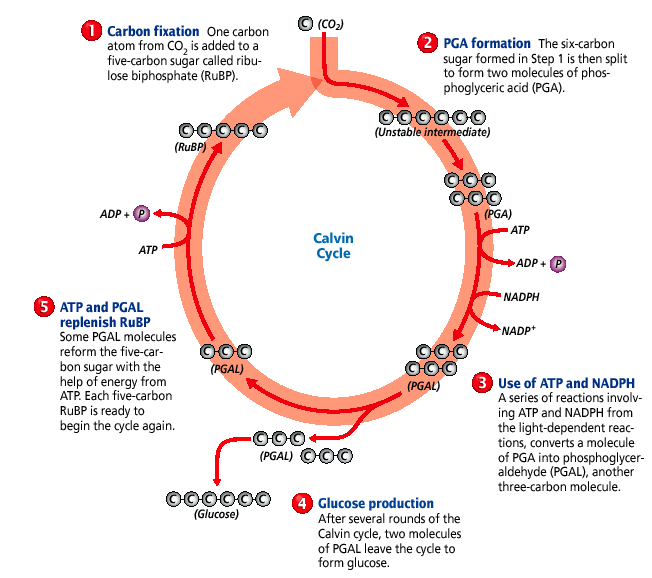 1 Carbon fixation One carbon
atom from CO2 is added to a
five-carbon sugar called ribu-
lose biphosphate (RuBP).
C (CO2)
2 PGA formation The six-carbon
sugar formed in Step 1 is then split
to form two molecules of phos-
phoglyceric acid (PGA).
C C C C C C
(Unstable intermediate)
C C C C C
(RuBP)
C C C
C C C
(PGA)
ADP + P
ATP
Calvin
Cycle
ATP
ADP + P
NADPH
NADP+
5 ATP and PGAL
replenish RuBP
Some PGAL molecules
reform the five-car-
bon sugar with the
help of energy from
ATP. Each five-carbon
RuBP is ready to
begin the cycle again.
C C C
(PGAL)
C C C
C C C
(PGAL)
3 Use of ATP and NADPH
A series of reactions involv-
ing ATP and NADPH from
the light-dependent reac-
tions, converts a molecule
of PGA into phosphoglycer-
aldehyde (PGAL), another
three-carbon molecule.
C C C
(PGAL) C C C
C C C C C C
(Glucose)
4 Glucose production
After several rounds of the
Calvin cycle, two molecules
of PGAL leave the cycle to
form glucose.